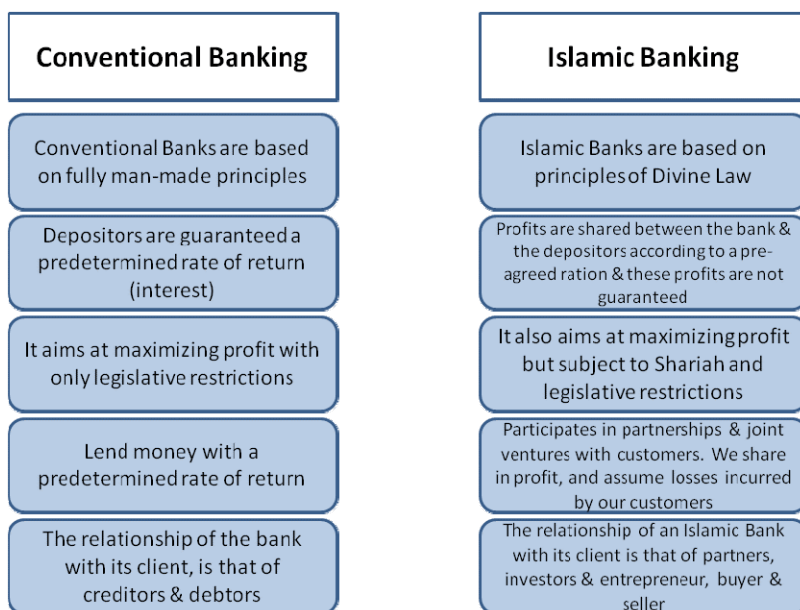 Conventional Banking
Conventional Banks are based
on fully man-made principles
Depositors are guaranteed a
predetermined rate of return
(interest)
It aims at maximizing profit with
only legislative restrictions
Lend money with a
predetermined rate of return
The relationship of the bank
with its client, is that of
creditors & debtors
Islamic Banking
Islamic Banks are based on
principles of Divine Law
Profits are shared between the bank &
the depositors according to a pre-
agreed ration & these profits are not
guaranteed
It also aims at maximizing profit
but subject to Shariah and
legislative restrictions
Participates in partnerships & joint
ventures with customers. We share
in profit, and assume losses incurred
by our customers
The relationship of an Islamic Bank
with its client is that of partners,
investors & entrepreneur, buyer &
seller